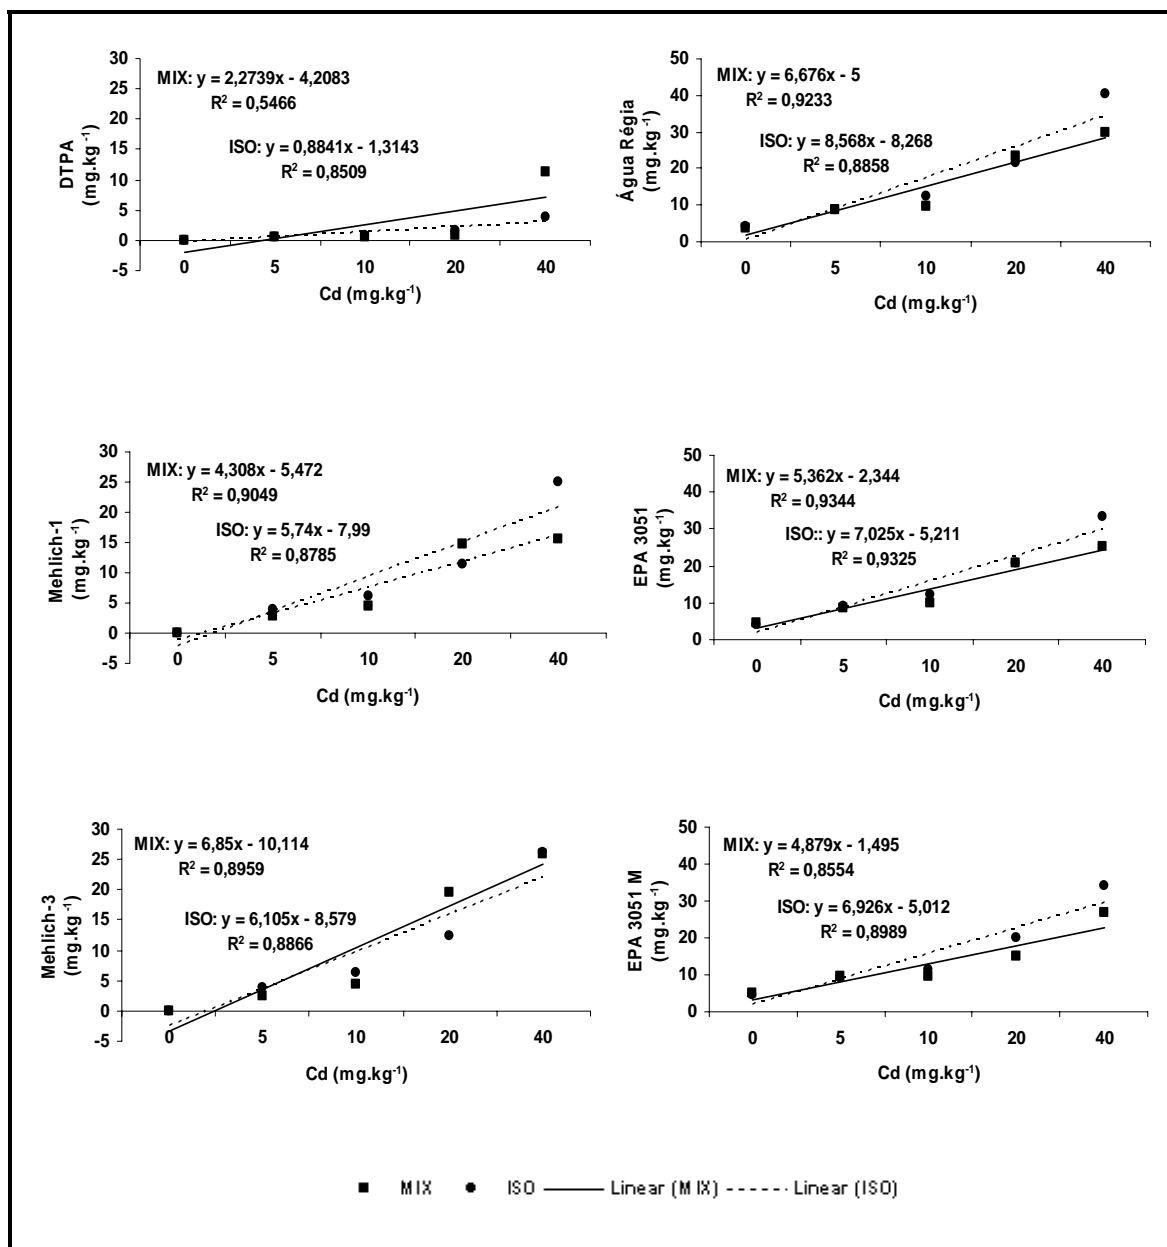 30
25
20
15
10
5
0
-5
DTPA
(mg.kg⁻¹)
MIX: y = 2,2739x - 4,2083
R² = 0,5466
ISO: y = 0,8841x - 1,3143
R² = 0,8509
0 5 10 20 40
Cd (mg.kg⁻¹)
50
40
30
20
10
0
Água Régia
(mg.kg⁻¹)
MIX: y = 6,676x - 5
R² = 0,9233
ISO: y = 8,568x - 8,268
R² = 0,8858
0 5 10 20 40
Cd (mg.kg⁻¹)
30
25
20
15
10
5
0
-5
Mehlich-1
(mg.kg⁻¹)
MIX: y = 4,308x - 5,472
R² = 0,9049
ISO: y = 5,74x - 7,99
R² = 0,8785
0 5 10 20 40
Cd (mg.kg⁻¹)
50
40
30
20
10
0
EPA 3051
(mg.kg⁻¹)
MIX: y = 5,362x - 2,344
R² = 0,9344
ISO:: y = 7,025x - 5,211
R² = 0,9325
0 5 10 20 40
Cd (mg.kg⁻¹)
30
25
20
15
10
5
0
-5
Mehlich-3
(mg.kg⁻¹)
MIX: y = 6,85x - 10,114
R² = 0,8959
ISO: y = 6,105x - 8,579
R² = 0,8866
0 5 10 20 40
Cd (mg.kg⁻¹)
50
40
30
20
10
0
EPA 3051 M
(mg.kg⁻¹)
MIX: y = 4,879x - 1,495
R² = 0,8554
ISO: y = 6,926x - 5,012
R² = 0,8989
0 5 10 20 40
Cd (mg.kg⁻¹)
MIX ISO Linear (MIX) Linear (ISO)